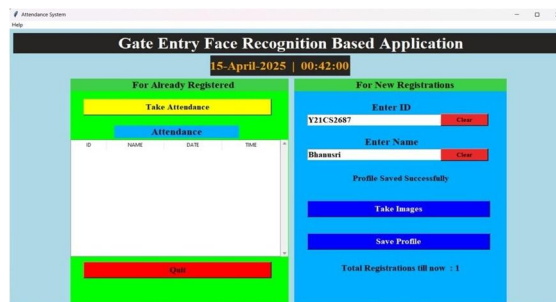 Attendance System
Help
Gate Entry Face Recognition Based Application
15-April-2025 | 00:42:00
For Already Registered
Take Attendance
Attendance
ID NAME DATE TIME
Quit
For New Registrations
Enter ID
Y21CS2687 Clear
Enter Name
Bhanusri Clear
Profile Saved Successfully
Take Images
Save Profile
Total Registrations till now : 1